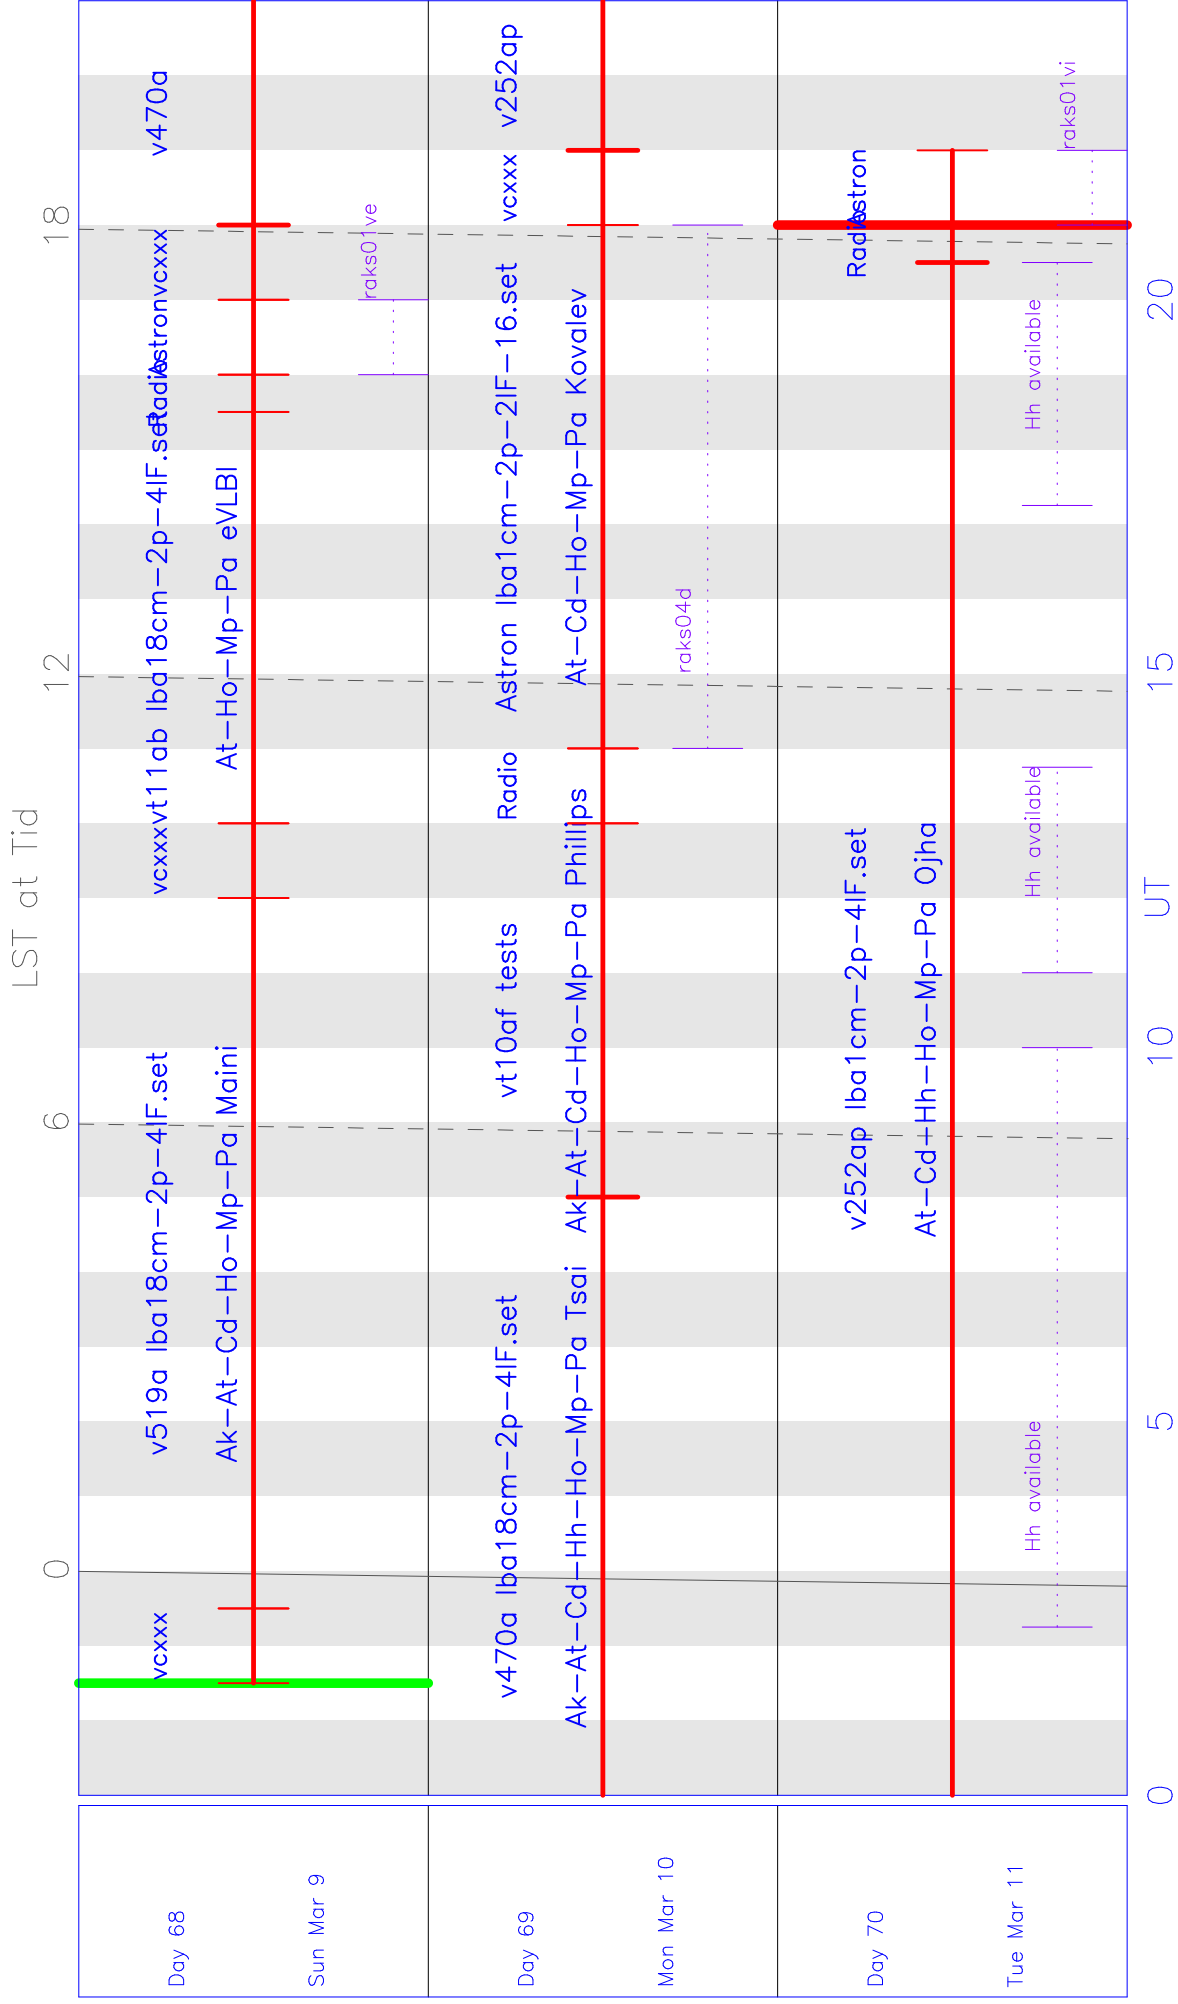 LST at Tid
0 6 12 18
Day 68
Sun Mar 9
vcxxx v519a lba18cm-2p-4IF.set vcxxx vt11ab lba18cm-2p-4IF.set RadioAstron vcxxx v470a
Ak-At-Cd-Ho-Mp-Pa Maini At-Ho-Mp-Pa eVLBI
raks01ve
Day 69
Mon Mar 10
v470a lba18cm-2p-4IF.set vt10af tests Radio Astron lba1cm-2p-2IF-16.set vcxxx v252ap
Ak-At-Cd-Hh-Ho-Mp-Pa Tsai Ak-At-Cd-Ho-Mp-Pa Phillips At-Cd-Ho-Mp-Pa Kovalev
raks04d
Day 70
Tue Mar 11
v252ap lba1cm-2p-4IF.set RadioAstron
At-Cd-Hh-Ho-Mp-Pa Ojha
Hh available Hh available Hh available
raks01vi
0 5 10 15 20
UT